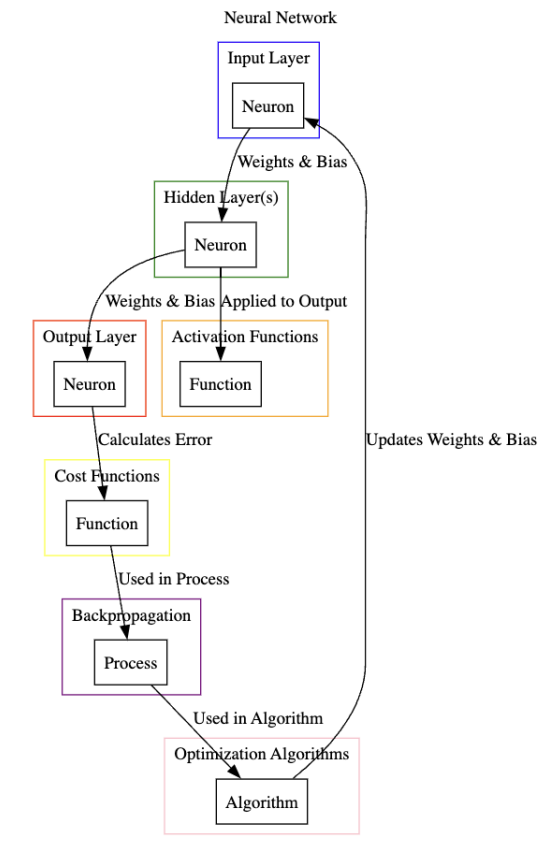 Neural Network
Input Layer
Neuron
Weights & Bias
Hidden Layer(s)
Neuron
Weights & Bias
Applied to Output
Output Layer
Activation Functions
Neuron
Function
Calculates Error
Updates Weights & Bias
Cost Functions
Function
Used in Process
Backpropagation
Process
Used in Algorithm
Optimization Algorithms
Algorithm